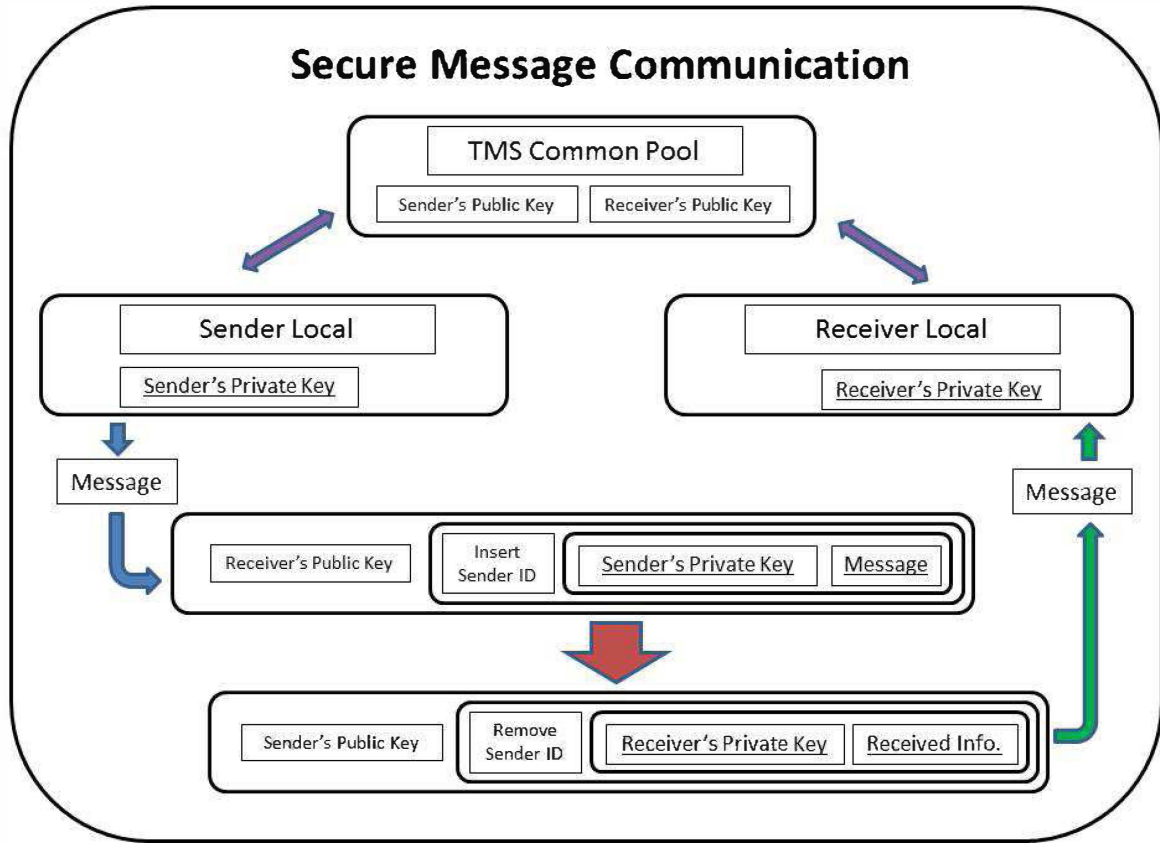 Secure Message Communication
TMS Common Pool
Sender's Public Key
Receiver's Public Key
Sender Local
Sender's Private Key
Receiver Local
Receiver's Private Key
Message
Message
Receiver's Public Key
Insert
Sender ID
Sender's Private Key
Message
Sender's Public Key
Remove
Sender ID
Receiver's Private Key
Received Info.